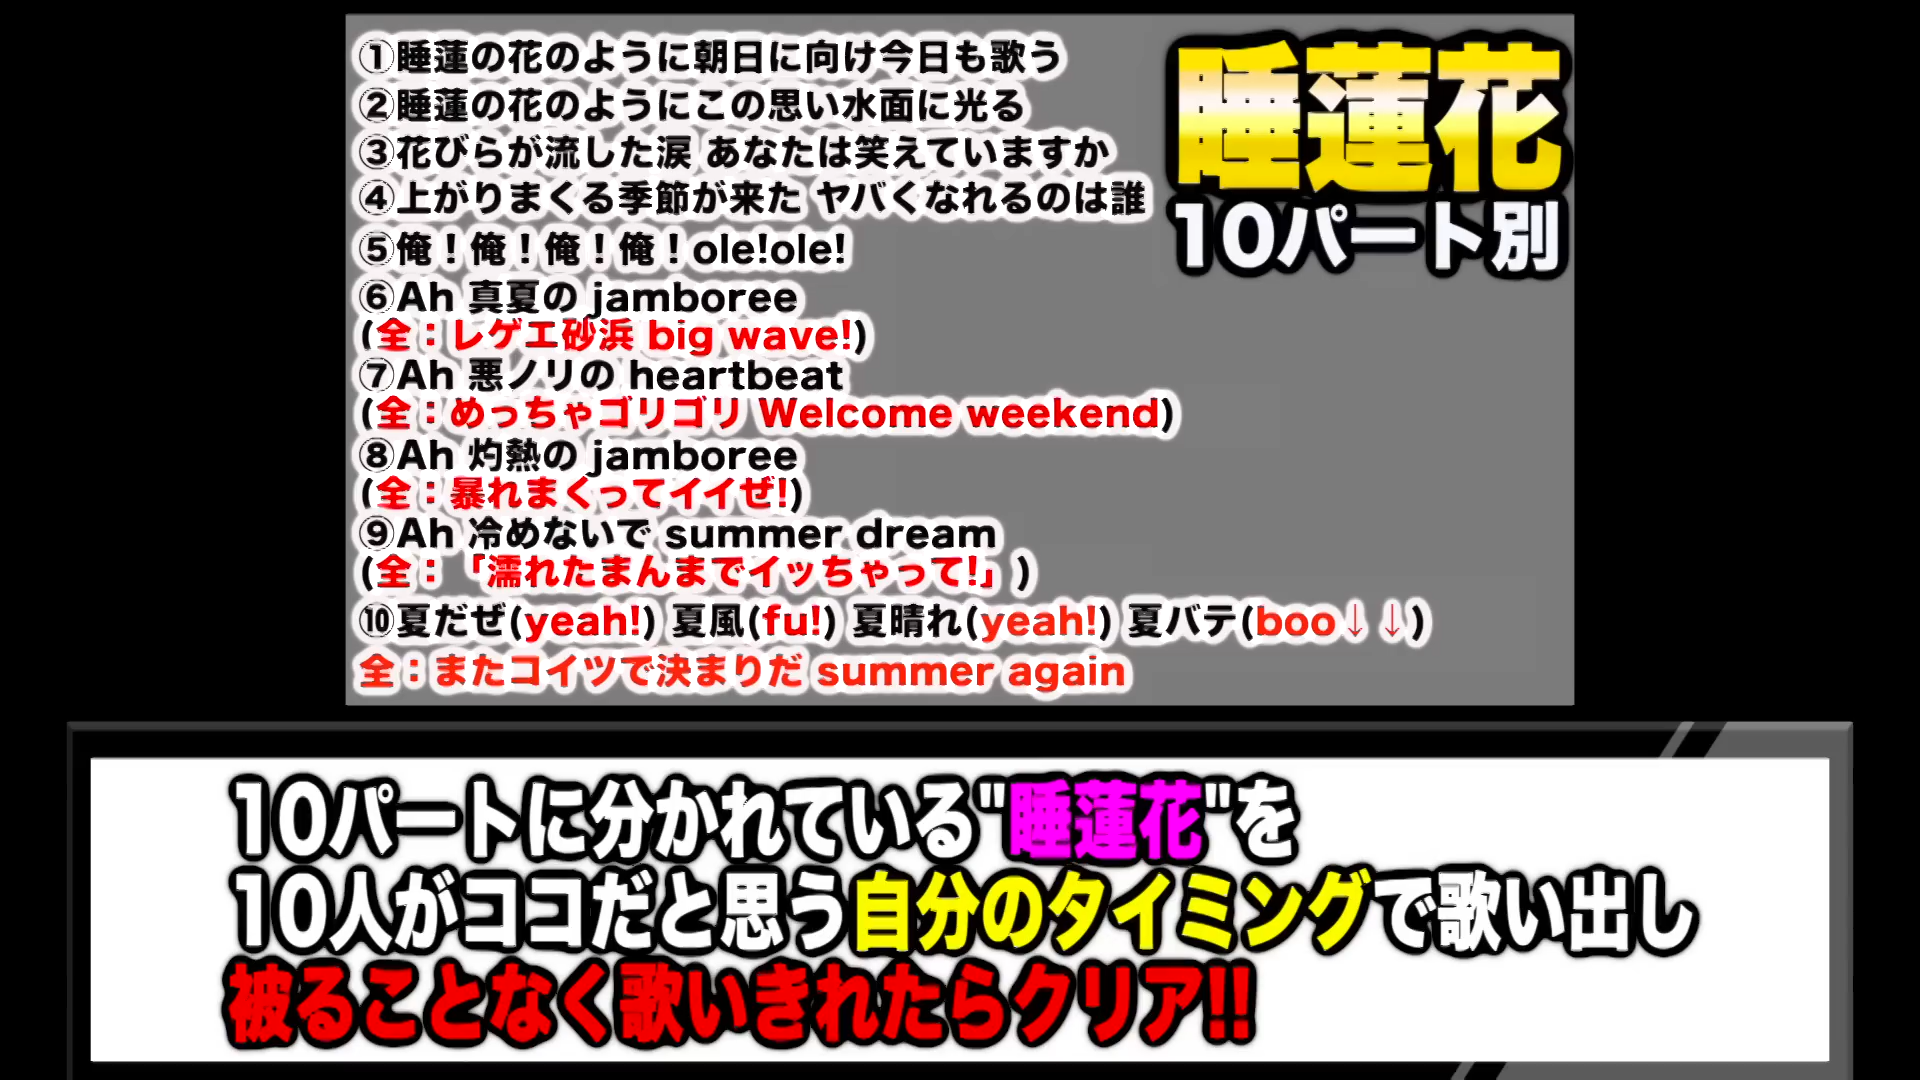 ①睡蓮の花のように朝日に向け今日も歌う
②睡蓮の花のようにこの思い水面に光る
③花びらが流した涙 あなたは笑えていますか
④上がりまくる季節が来た ヤバくなれるのは誰
⑤俺！俺！俺！俺！ole!ole!
⑥Ah 真夏の jamboree
(全：レゲエ砂浜 big wave!)
⑦Ah 悪ノリの heartbeat
(全：めっちゃゴリゴリ Welcome weekend)
⑧Ah 灼熱の jamboree
(全：暴れまくってイイぜ!)
⑨Ah 冷めないで summer dream
(全：「濡れたまんまでイッちゃって!」)
⑩夏だぜ(yeah!) 夏風(fu!) 夏晴れ(yeah!) 夏バテ(boo↓↓)
全：またコイツで決まりだ summer again
睡蓮花
10パート別
10パートに分かれている"睡蓮花"を
10人がココだと思う自分のタイミングで歌い出し
被ることなく歌いきれたらクリア!!